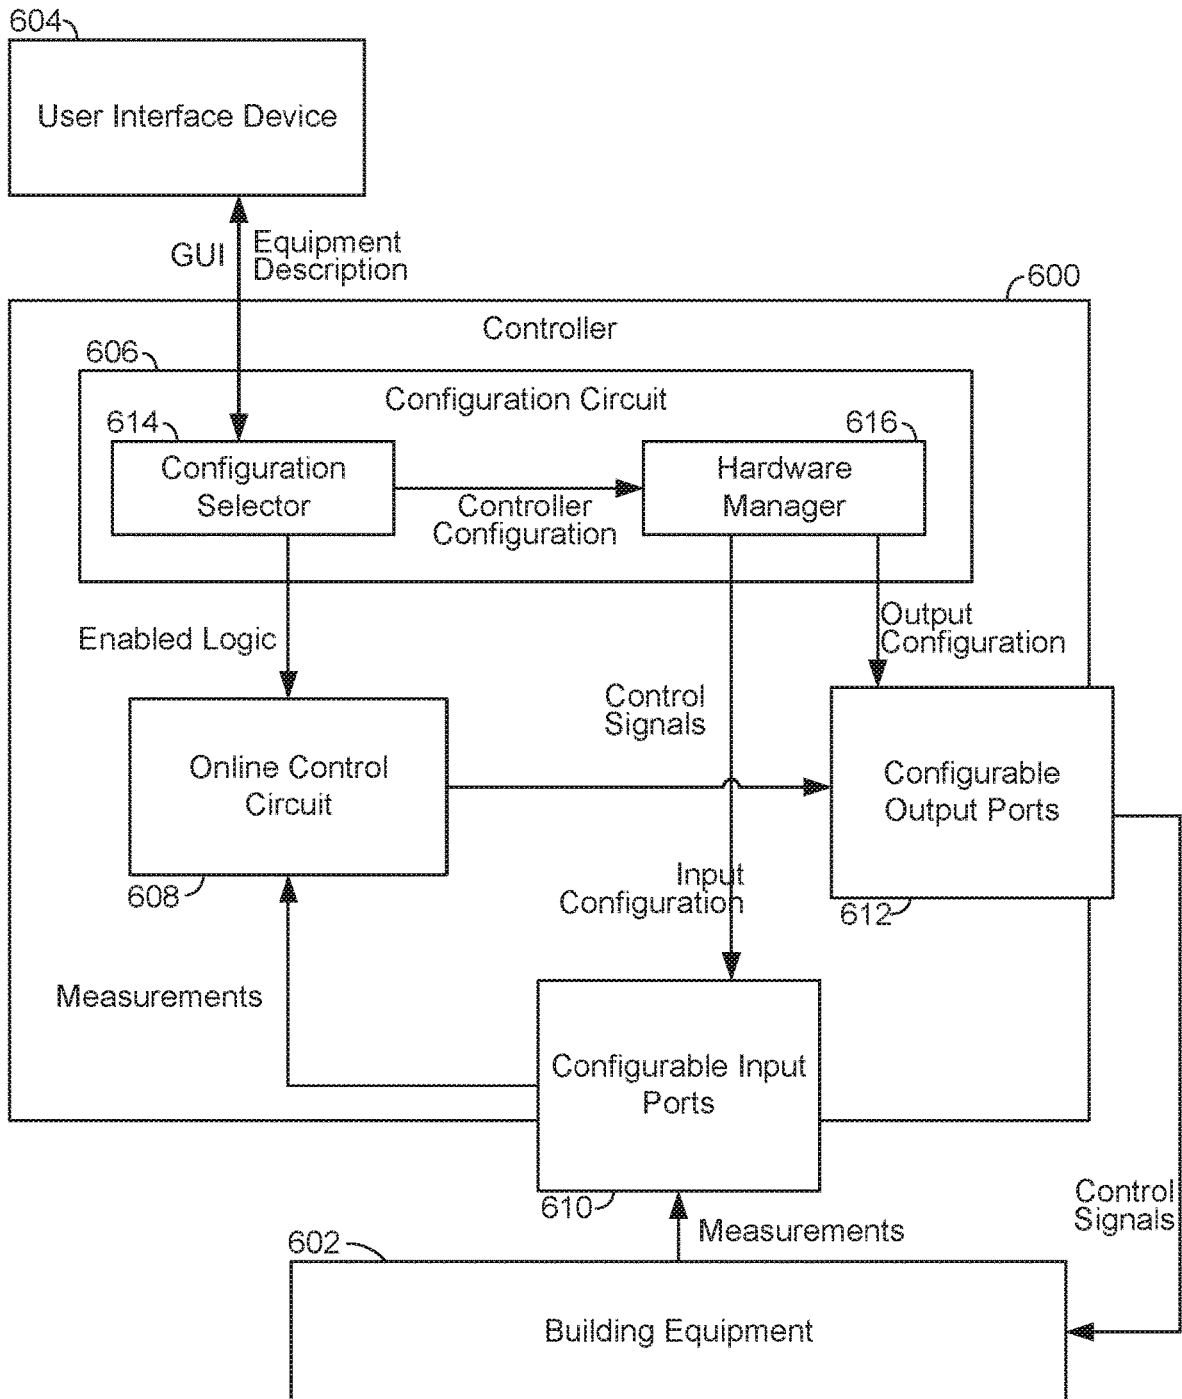 604
User Interface Device
GUI
Equipment
Description
600
Controller
606
Configuration Circuit
614
Configuration
Selector
616
Hardware
Manager
Controller
Configuration
Enabled Logic
Output
Configuration
Control
Signals
Online Control
Circuit
608
Configurable
Output Ports
612
Input
Configuration
Measurements
Configurable Input
Ports
610
Measurements
Control
Signals
602
Building Equipment